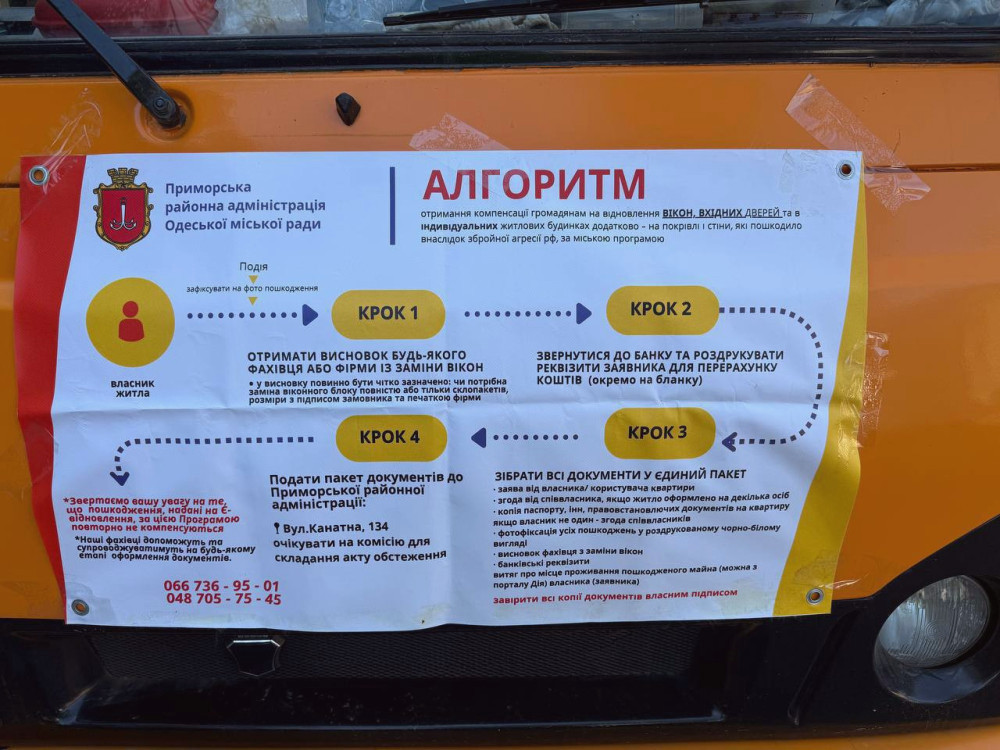 Приморська
районна адміністрація
Одеської міської ради
АЛГОРИТМ
отримання компенсації громадянам на відновлення ВІКОН, ВХІДНИХ ДВЕРЕЙ та в
індивідуальних житлових будинках додатково – на покрівлі і стіни, які пошкодило
внаслідок збройної агресії рф, за міською програмою
Подія
зафіксувати на фото пошкодження
власник
житла
КРОК 1
ОТРИМАТИ ВИСНОВОК БУДЬ-ЯКОГО
ФАХІВЦЯ АБО ФІРМИ ІЗ ЗАМІНИ ВІКОН
• у висновку повинно бути чітко зазначено: чи потрібна
заміна віконного блоку повністю або тільки склопакетів,
розміри з підписом замовника та печаткою фірми
КРОК 2
ЗВЕРНУТИСЯ ДО БАНКУ ТА РОЗДРУКУВАТИ
РЕКВІЗИТИ ЗАЯВНИКА ДЛЯ ПЕРЕРАХУНКУ
КОШТІВ (окремо на бланку)
КРОК 3
ЗІБРАТИ ВСІ ДОКУМЕНТИ У ЄДИНИЙ ПАКЕТ
· заява від власника/ користувача квартири
· згода від співвласника, якщо житло оформлено на декілька осіб
· копія паспорту, інн, правовстановлючих документів на квартиру
якщо власник не один - згода співвласників
· фотофіксація усіх пошкоджень у роздрукованому чорно-білому
вигляді
· висновок фахівця з заміни вікон
· банківські реквізити
витяг про місце проживання пошкодженого майна (можна з
порталу Дія) власника (заявника)
завірити всі копії документів власним підписом
КРОК 4
Подати пакет документів до
Приморської районної
адміністрації:
Вул.Канатна, 134
очікувати на комісію для
складання акту обстеження
*Звертаємо вашу увагу на те,
що пошкодження, надані на Є-
відновлення, за цією Програмою
повторно не компенсуються
*Наші фахівці допоможуть та
супроводжуватимуть на будь-якому
етапі оформлення документів.
066 736 - 95 - 01
048 705 - 75 - 45